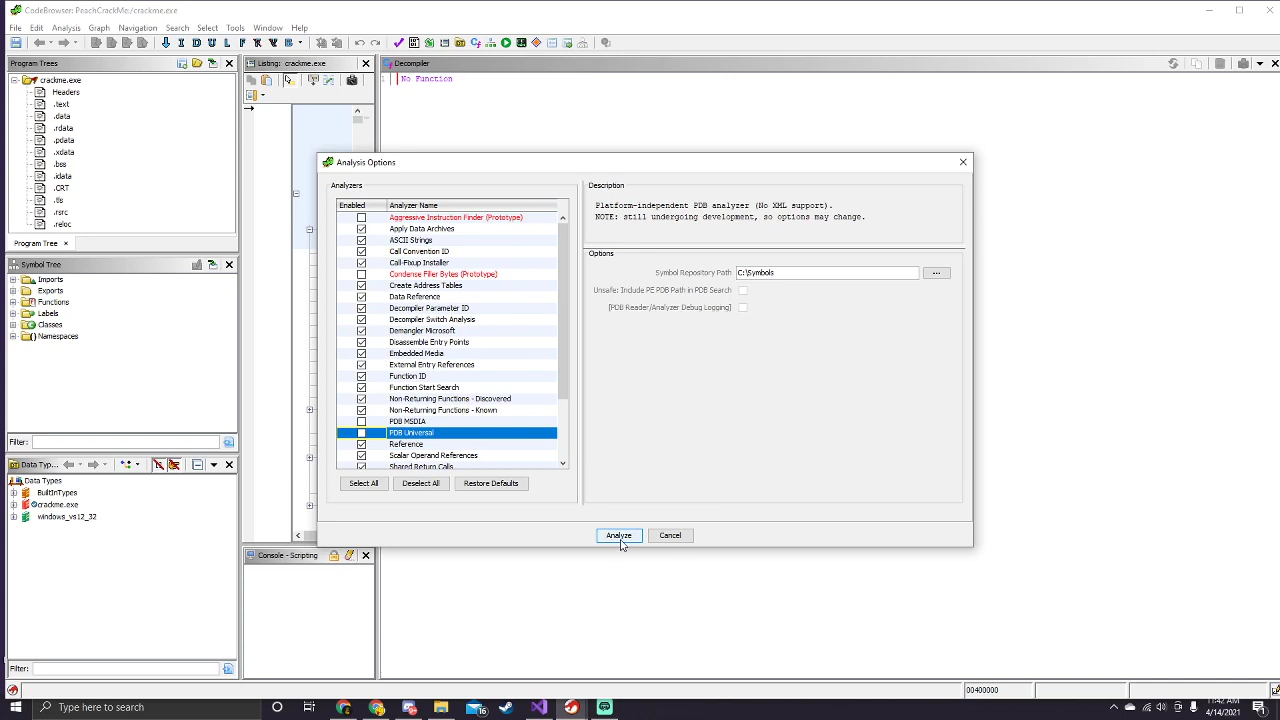 CodeBrowser: PeachCrackMe:/crackme.exe
File Edit Analysis Graph Navigation Search Select Tools Window Help
Program Trees
crackme.exe
Headers
.text
.data
.rdata
.pdata
.xdata
.bss
.idata
.CRT
.tls
.rsrc
.reloc
Program Tree
Symbol Tree
Imports
Exports
Functions
Labels
Classes
Namespaces
Filter:
Data Typ...
Data Types
BuiltInTypes
crackme.exe
windows_vs12_32
Filter:
Listing: crackme.exe
Console - Scripting
Decompiler
1 No Function
Analysis Options
Analyzers
Enabled Analyzer Name
Aggressive Instruction Finder (Prototype)
Apply Data Archives
ASCII Strings
Call Convention ID
Call-Fixup Installer
Condense Filler Bytes (Prototype)
Create Address Tables
Data Reference
Decompiler Parameter ID
Decompiler Switch Analysis
Demangler Microsoft
Disassemble Entry Points
Embedded Media
External Entry References
Function ID
Function Start Search
Non-Returning Functions - Discovered
Non-Returning Functions - Known
PDB MSDIA
PDB Universal
Reference
Scalar Operand References
Shared Return Calls
Select All Deselect All Restore Defaults
Description
Platform-independent PDB analyzer (No XML support).
NOTE: still undergoing development, so options may change.
Options
Symbol Repository Path C:\Symbols ...
Unsafe: Include PE PDB Path in PDB Search
[PDB Reader/Analyzer Debug Logging]
Analyze Cancel
00400000
Type here to search
16
11:42 AM
4/14/2021